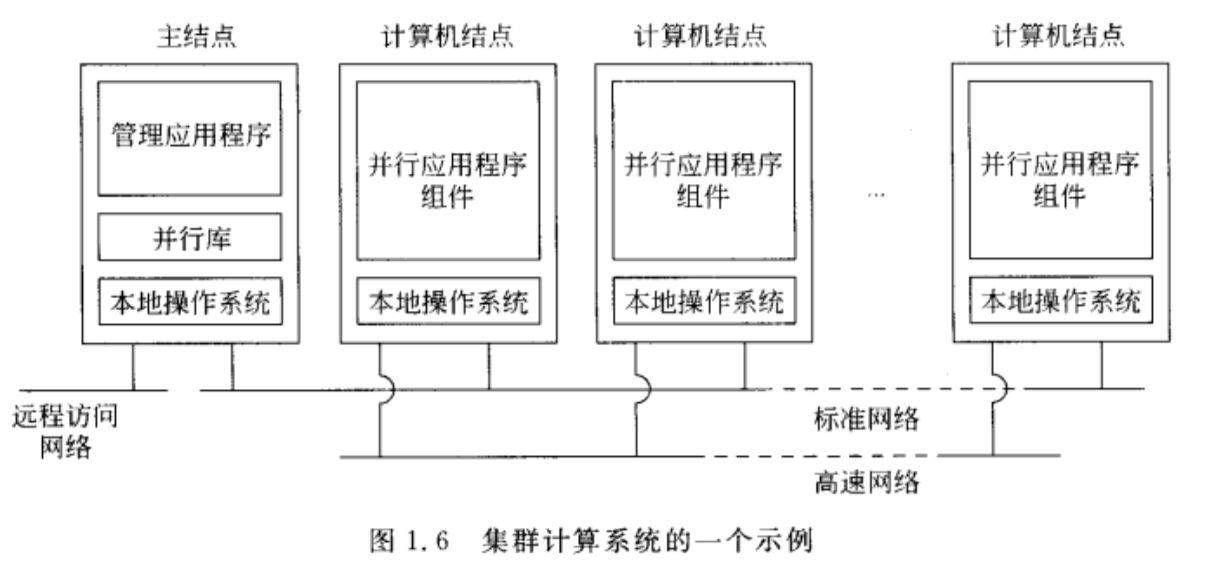 主结点
计算机结点
计算机结点
计算机结点
管理应用程序
并行库
本地操作系统
并行应用程序
组件
本地操作系统
并行应用程序
组件
本地操作系统
…
并行应用程序
组件
本地操作系统
远程访问
网络
标准网络
高速网络
图 1.6 集群计算系统的一个示例